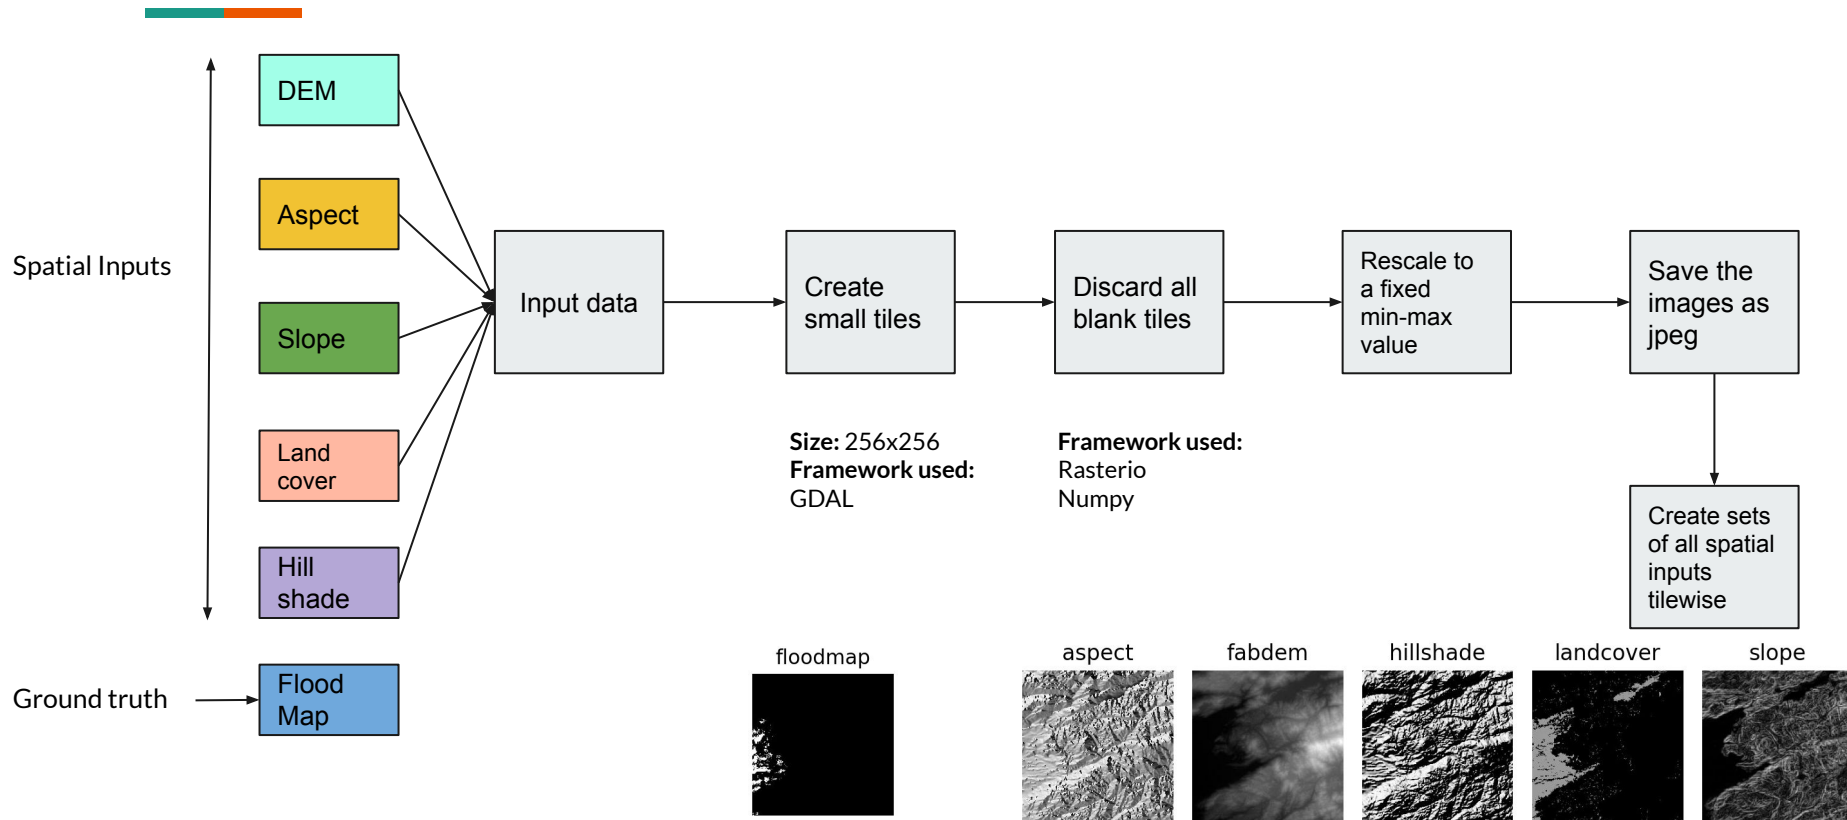 DEM
Aspect
Spatial Inputs
Slope
Land
cover
Hill
shade
Ground truth
Flood
Map
Input data
Create
small tiles
Discard all
blank tiles
Rescale to
a fixed
min-max
value
Save the
images as
jpeg
Size: 256x256
Framework used:
GDAL
Framework used:
Rasterio
Numpy
Create sets
of all spatial
inputs
tilewise
floodmap
aspect
fabdem
hillshade
landcover
slope